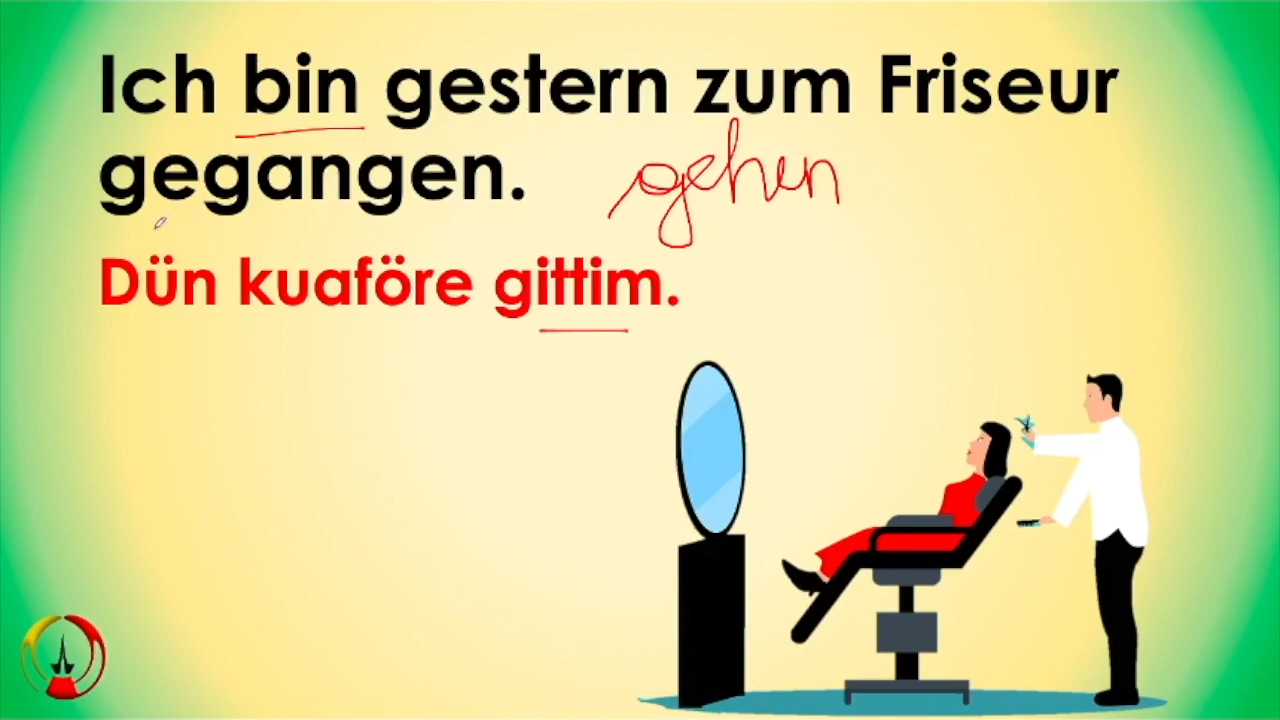 Ich bin gestern zum Friseur
gegangen.
gehen
Dün kuaföre gittim.